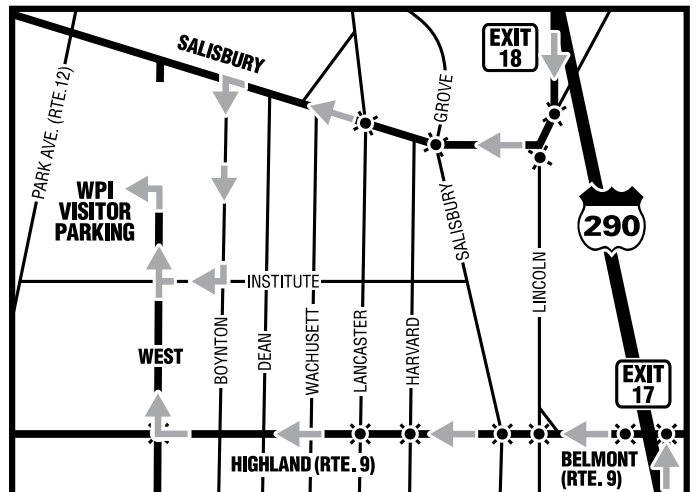 SALISBURY
EXIT
18
GROVE
PARK AVE. (RTE.12)
WPI
VISITOR
PARKING
290
SALISBURY
LINCOLN
INSTITUTE
WEST
BOYNTON
DEAN
WACHUSETT
LANCASTER
HARVARD
EXIT
17
HIGHLAND (RTE. 9)
BELMONT
(RTE. 9)